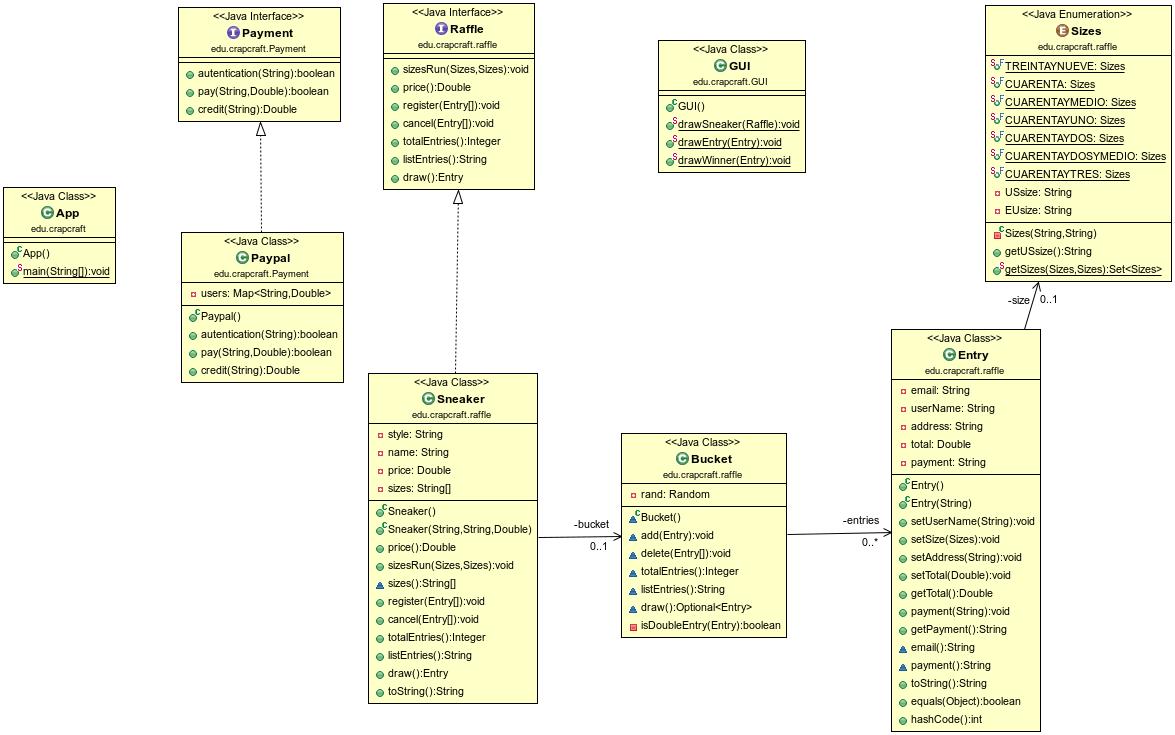 <<Java Interface>>
Payment
edu.crapcraft.Payment
autentication(String):boolean
pay(String,Double):boolean
credit(String):Double
<<Java Interface>>
Raffle
edu.crapcraft.raffle
sizesRun(Sizes,Sizes):void
price():Double
register(Entry[]):void
cancel(Entry[]):void
totalEntries():Integer
listEntries():String
draw():Entry
<<Java Class>>
GUI
edu.crapcraft.GUI
GUI()
drawSneaker(Raffle):void
drawEntry(Entry):void
drawWinner(Entry):void
<<Java Enumeration>>
Sizes
edu.crapcraft.raffle
TREINTAYNUEVE: Sizes
CUARENTA: Sizes
CUARENTAYMEDIO: Sizes
CUARENTAYUNO: Sizes
CUARENTAYDOS: Sizes
CUARENTAYDOSYMEDIO: Sizes
CUARENTAYTRES: Sizes
USsize: String
EUsize: String
Sizes(String,String)
getUSsize():String
getSizes(Sizes,Sizes):Set<Sizes>
<<Java Class>>
App
edu.crapcraft
App()
main(String[]):void
<<Java Class>>
Paypal
edu.crapcraft.Payment
users: Map<String,Double>
Paypal()
autentication(String):boolean
pay(String,Double):boolean
credit(String):Double
<<Java Class>>
Sneaker
edu.crapcraft.raffle
style: String
name: String
price: Double
sizes: String[]
Sneaker()
Sneaker(String,String,Double)
price():Double
sizesRun(Sizes,Sizes):void
sizes():String[]
register(Entry[]):void
cancel(Entry[]):void
totalEntries():Integer
listEntries():String
draw():Entry
toString():String
-bucket
0..1
<<Java Class>>
Bucket
edu.crapcraft.raffle
rand: Random
Bucket()
add(Entry):void
delete(Entry[]):void
totalEntries():Integer
listEntries():String
draw():Optional<Entry>
isDoubleEntry(Entry):boolean
-entries
0..*
-size
0..1
<<Java Class>>
Entry
edu.crapcraft.raffle
email: String
userName: String
address: String
total: Double
payment: String
Entry()
Entry(String)
setUserName(String):void
setSize(Sizes):void
setAddress(String):void
setTotal(Double):void
getTotal():Double
payment(String):void
getPayment():String
email():String
payment():String
toString():String
equals(Object):boolean
hashCode():int